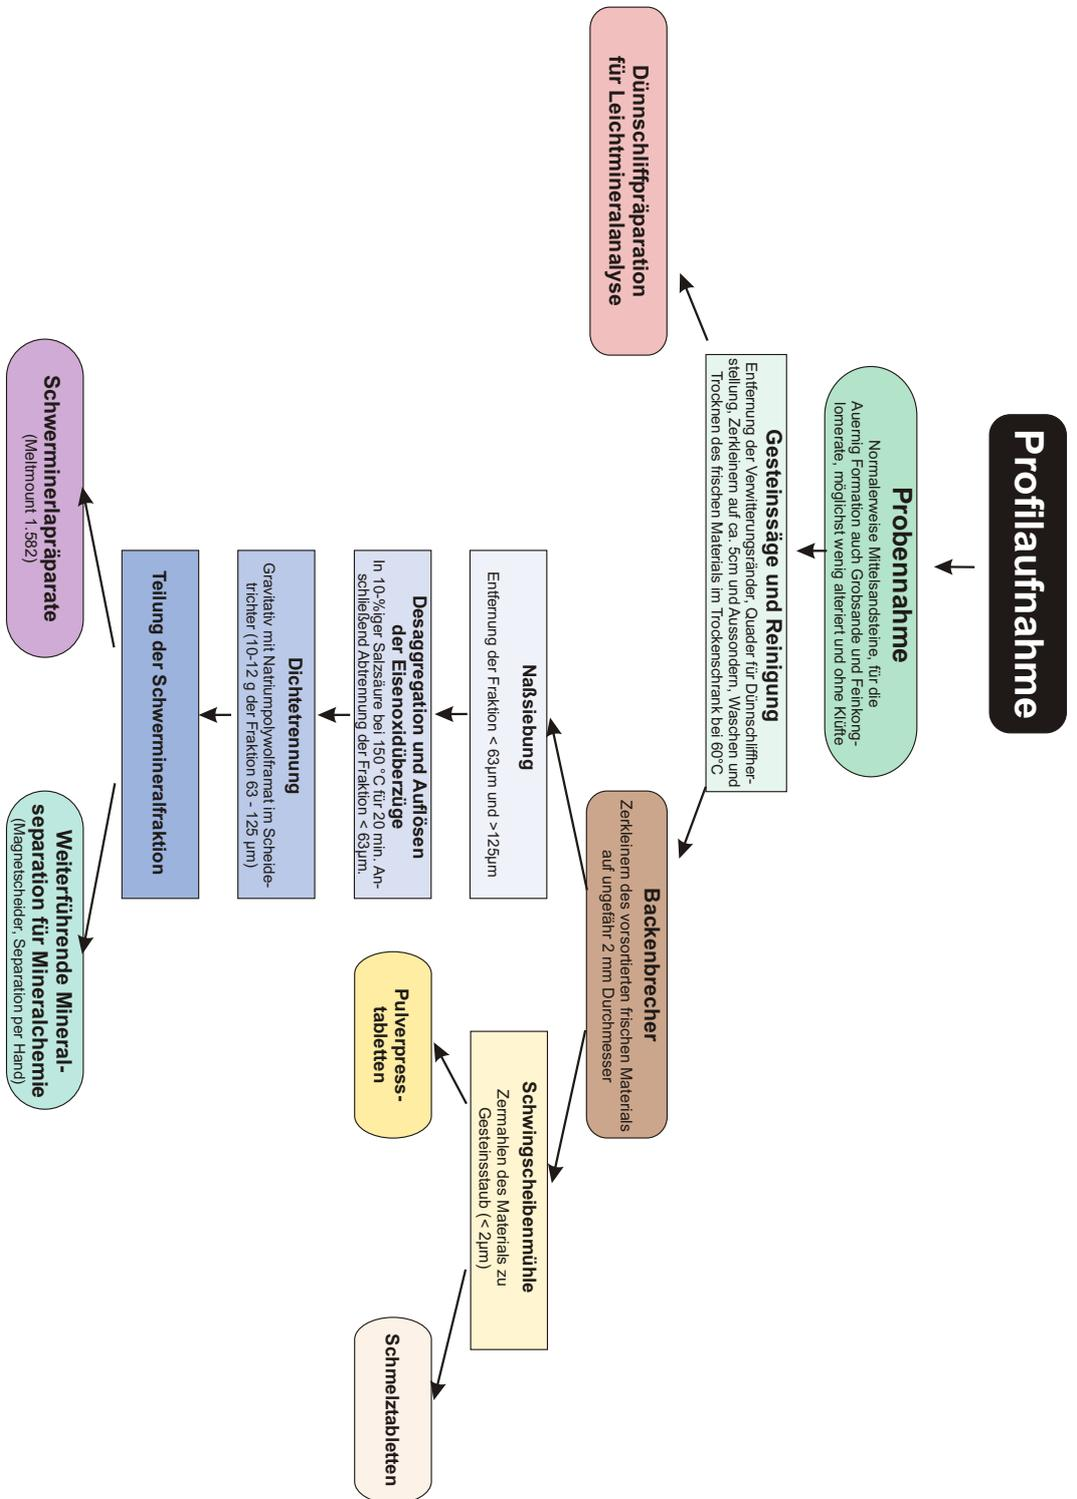 Profilaufnahme
Probennahme
Normalerweise Mittelsandsteine, für die
Auernig Formation auch Grobsande und Feinkong-
lomerate, möglichst wenig alteriert und ohne Klüfte
Gesteinssäge und Reinigung
Entfernung der Verwitterungsränder, Quader für Dünnschliffher-
stellung, Zerkleinern auf ca. 5cm und Aussondern, Waschen und
Trocknen des frischen Materials im Trockenschrank bei 60°C
Dünnschliffpräparation
für Leichtmineralanalyse
Backenbrecher
Zerkleinern des vorsortierten frischen Materials
auf ungefähr 2 mm Durchmesser
Naßsiebung
Entfernung der Fraktion < 63µm und >125µm
Schwingscheibenmühle
Zermahlen des Materials zu
Gesteinsstaub (< 2µm)
Desaggregation und Auflösen
der Eisenoxidüberzüge
In 10-%iger Salzsäure bei 150 °C für 20 min. An-
schließend Abtrennung der Fraktion < 63µm.
Pulverpress-
tabletten
Schmelztabletten
Dichtetrennung
Gravitativ mit Natriumpolywolframat im Scheide-
trichter (10-12 g der Fraktion 63 - 125 µm)
Teilung der Schwermineralfraktion
Schwerminerlapräparate
(Meltmount 1.582)
Weiterführende Mineral-
separation für Mineralchemie
(Magnetscheider, Separation per Hand)